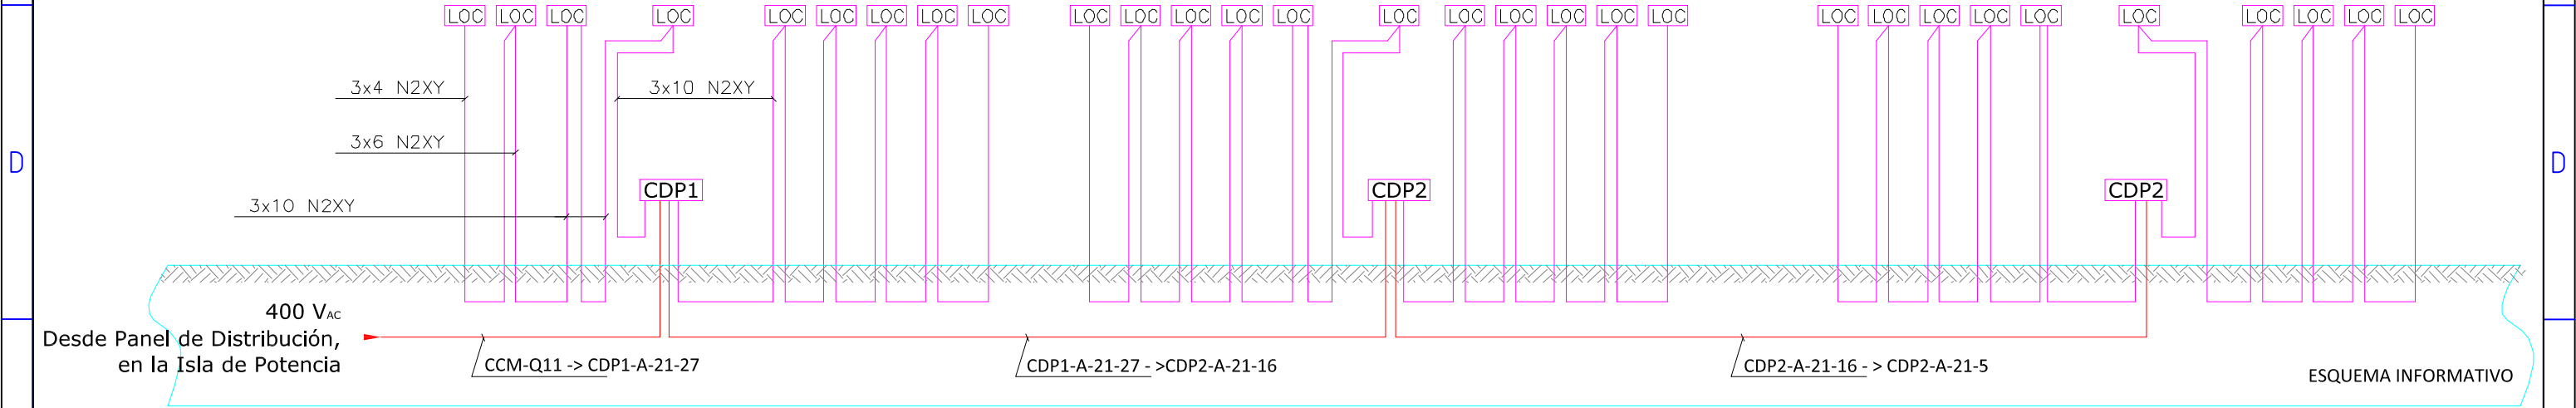 LOC LOC LOC LOC LOC LOC LOC LOC LOC LOC LOC LOC LOC LOC LOC LOC LOC LOC LOC LOC LOC LOC LOC LOC LOC LOC LOC LOC LOC LOC
3x4 N2XY
3x10 N2XY
3x6 N2XY
D
D
CDP1
CDP2
CDP2
3x10 N2XY
400 VAC
Desde Panel de Distribución,
en la Isla de Potencia
CCM-Q11 -> CDP1-A-21-27
CDP1-A-21-27 - >CDP2-A-21-16
CDP2-A-21-16 - > CDP2-A-21-5
ESQUEMA INFORMATIVO